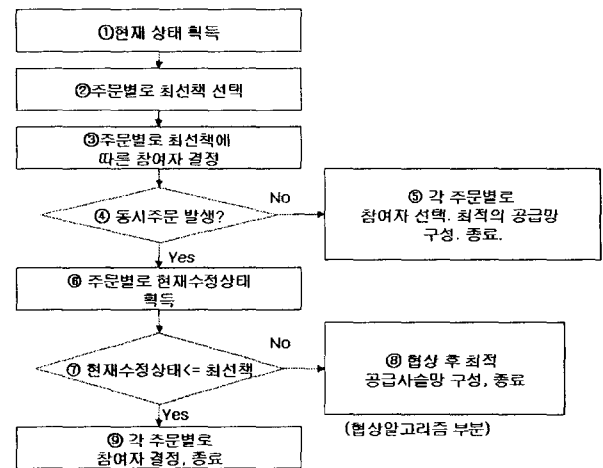 ①현재 상태 획득
②주문별로 최선책 선택
③주문별로 최선책에
따른 참여자 결정
④ 동시주문 발생?
No
⑤ 각 주문별로
참여자 선택. 최적의 공급망
구성. 종료.
Yes
⑥ 주문별로 현재수정상태
획득
⑦ 현재수정상태<= 최선책
No
⑧ 협상 후 최적
공급사슬망 구성, 종료
(협상알고리즘 부분)
Yes
⑨ 각 주문별로
참여자 결정, 종료